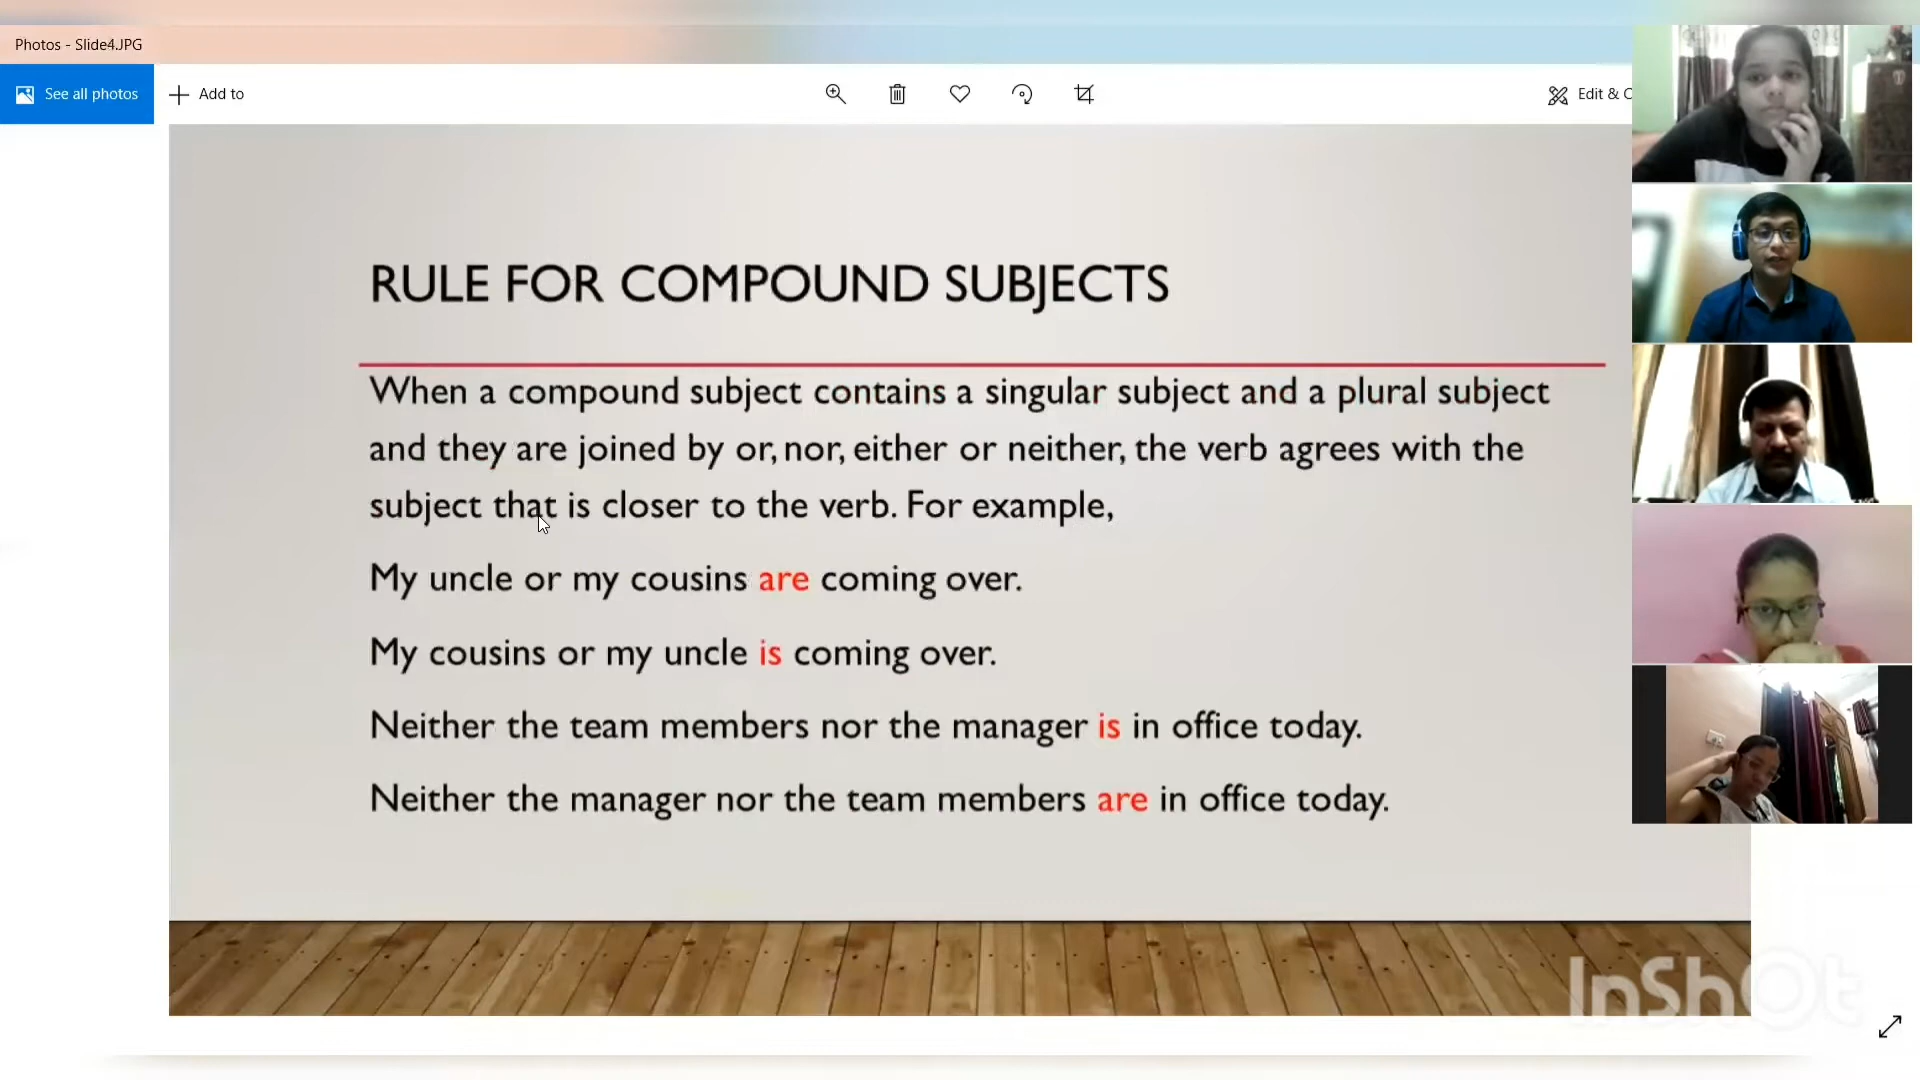 Photos - Slide4.JPG
See all photos
Add to
Edit & C
RULE FOR COMPOUND SUBJECTS
When a compound subject contains a singular subject and a plural subject
and they are joined by or, nor, either or neither, the verb agrees with the
subject that is closer to the verb. For example,
My uncle or my cousins are coming over.
My cousins or my uncle is coming over.
Neither the team members nor the manager is in office today.
Neither the manager nor the team members are in office today.
InShOt